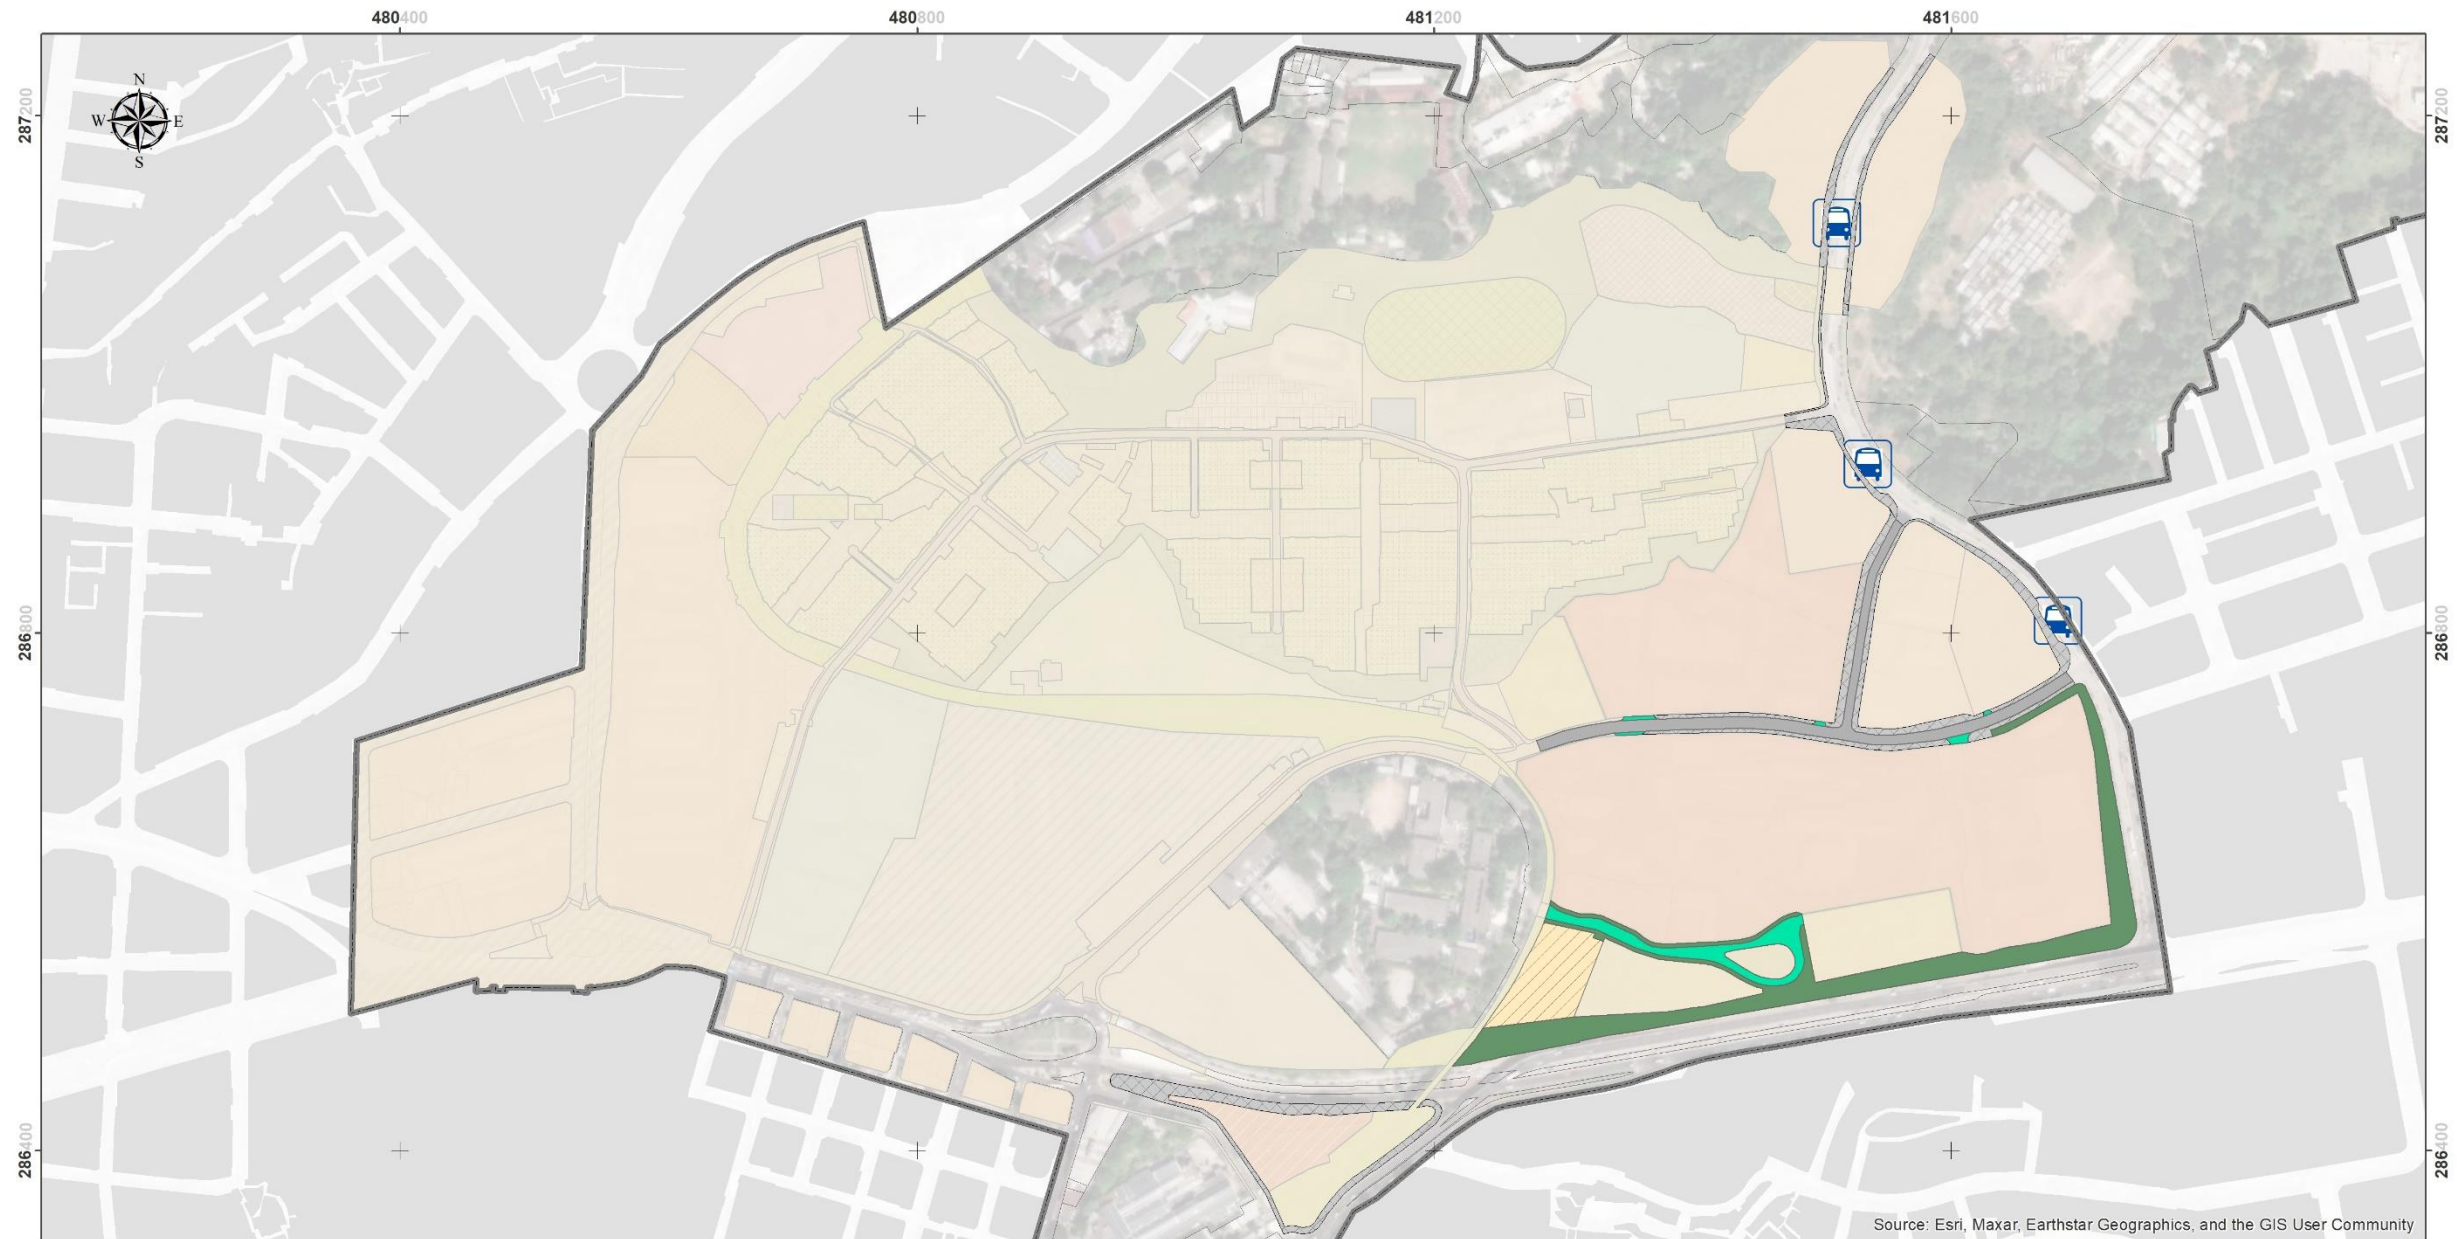 480400 480800 481200 481600
N
W E
S
287200 287200
286800 286800
286400 286400
Source: Esri, Maxar, Earthstar Geographics, and the GIS User Community